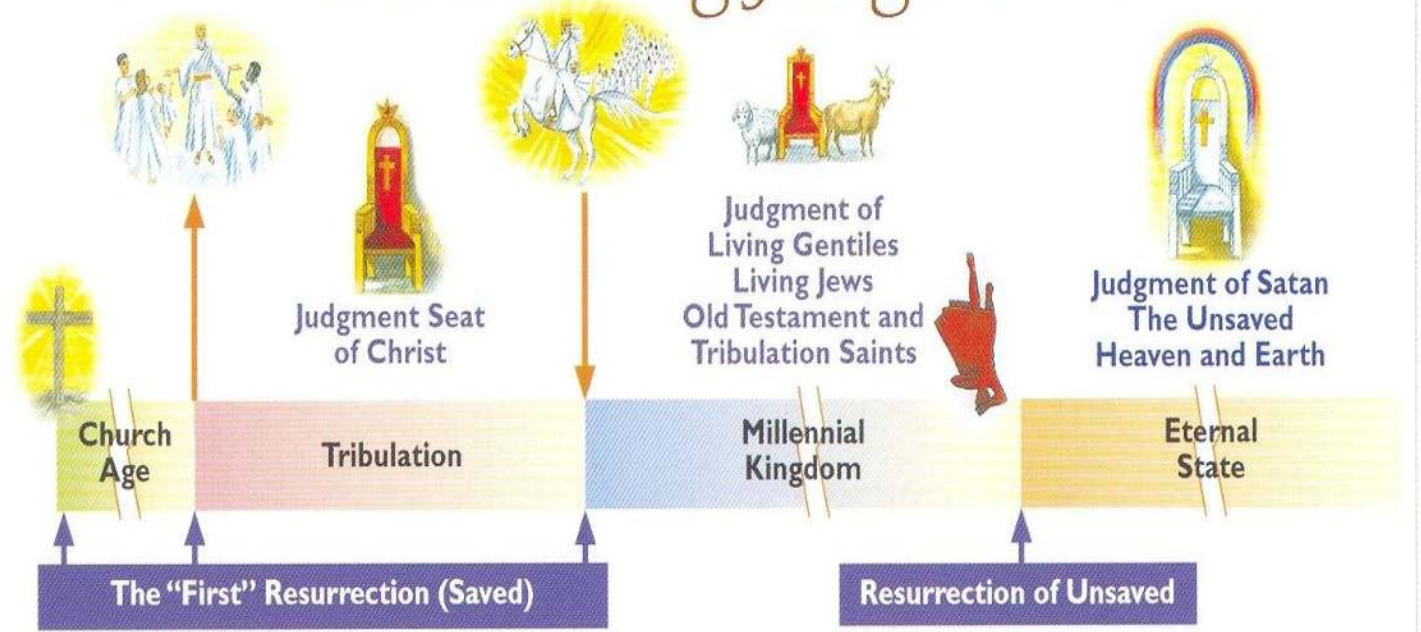 Judgment Seat
of Christ
Judgment of
Living Gentiles
Living Jews
Old Testament and
Tribulation Saints
Judgment of Satan
The Unsaved
Heaven and Earth
Church
Age
Tribulation
Millennial
Kingdom
Eternal
State
The “First” Resurrection (Saved)
Resurrection of Unsaved